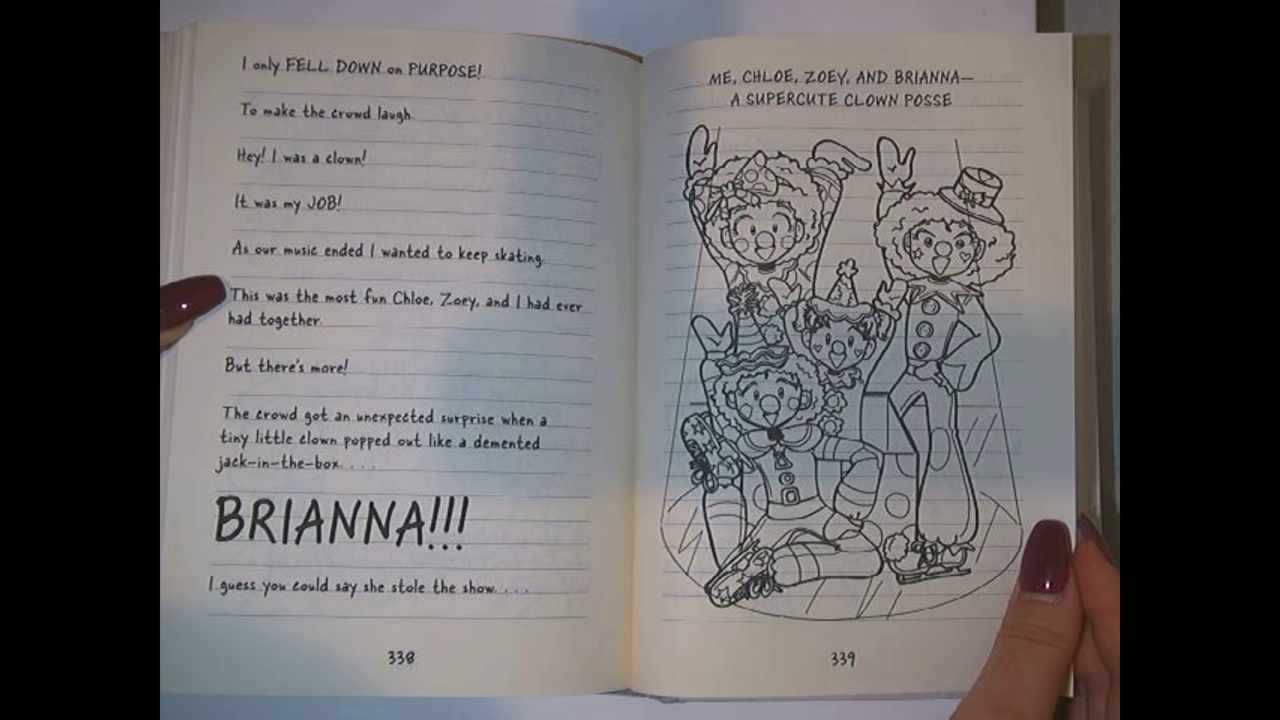 I only FELL DOWN on PURPOSE!
To make the crowd laugh.
Hey! I was a clown!
It was my JOB!
As our music ended I wanted to keep skating.
This was the most fun Chloe, Zoey, and I had ever
had together.
But there's more!
The crowd got an unexpected surprise when a
tiny little clown popped out like a demented
jack-in-the-box. . . .
BRIANNA!!!
I guess you could say she stole the show. . . .
338
ME, CHLOE, ZOEY, AND BRIANNA—
A SUPERCUTE CLOWN POSSE
339